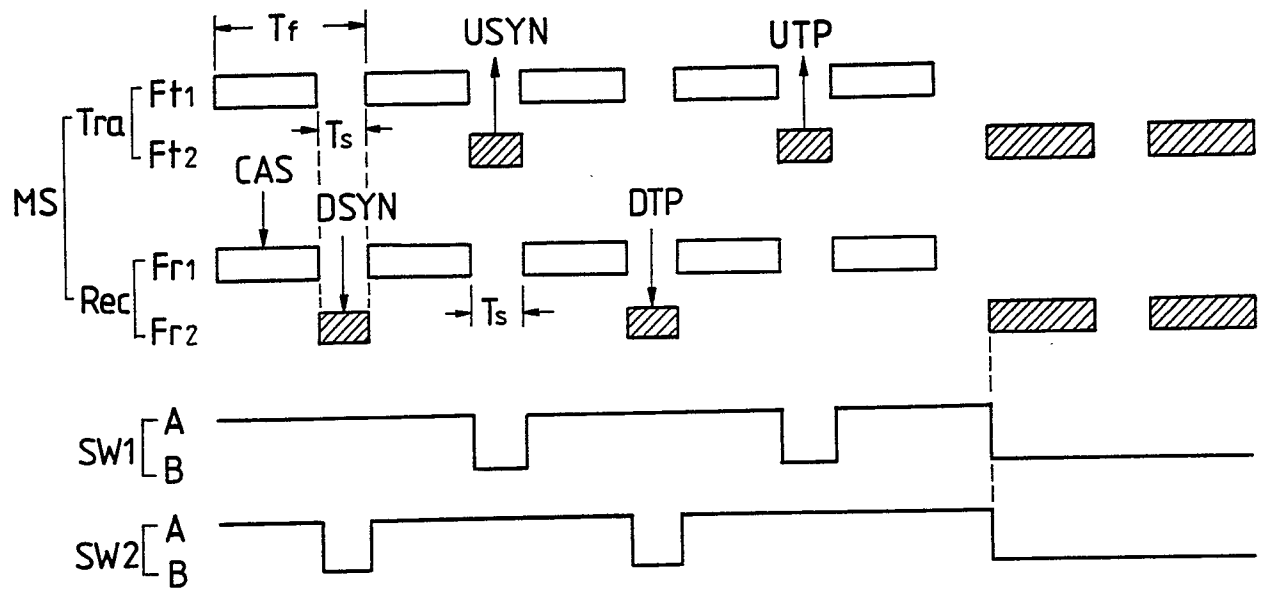 Tf
USYN
UTP
Ft1
Tra
Ts
Ft2
CAS
MS
DSYN
DTP
Fr1
Rec
Ts
Fr2
A
SW1
B
A
SW2
B